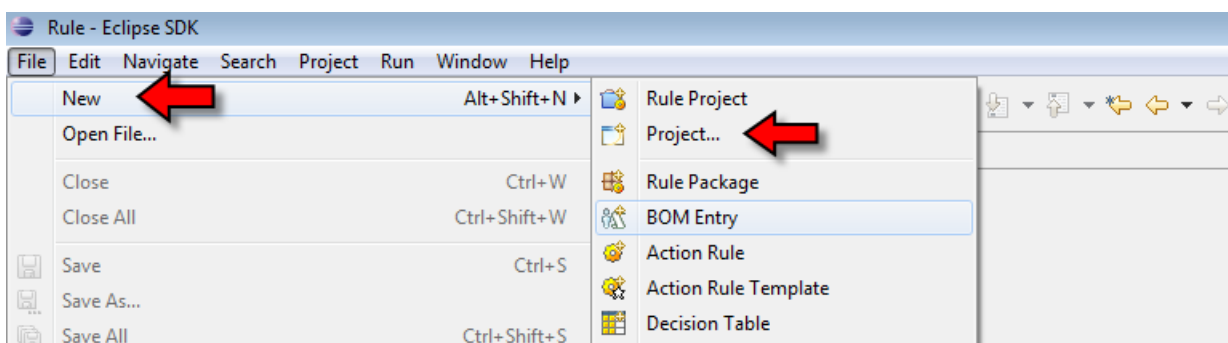 Rule - Eclipse SDK
File Edit Navigate Search Project Run Window Help
New Alt+Shift+N
Open File...
Close Ctrl+W
Close All Ctrl+Shift+W
Save Ctrl+S
Save As...
Save All Ctrl+Shift+S
Rule Project
Project...
Rule Package
BOM Entry
Action Rule
Action Rule Template
Decision Table